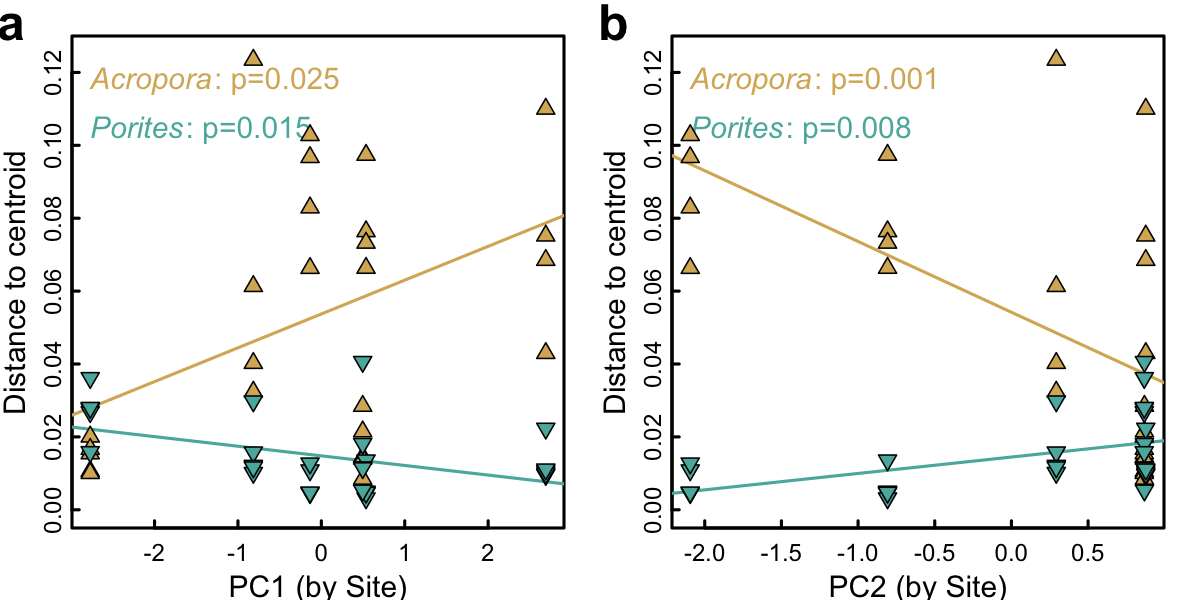 a
Acropora: p=0.025
Porites: p=0.015
Distance to centroid
0.00 0.02 0.04 0.06 0.08 0.10 0.12
-2 -1 0 1 2
PC1 (by Site)
b
Acropora: p=0.001
Porites: p=0.008
Distance to centroid
0.00 0.02 0.04 0.06 0.08 0.10 0.12
-2.0 -1.5 -1.0 -0.5 0.0 0.5
PC2 (by Site)